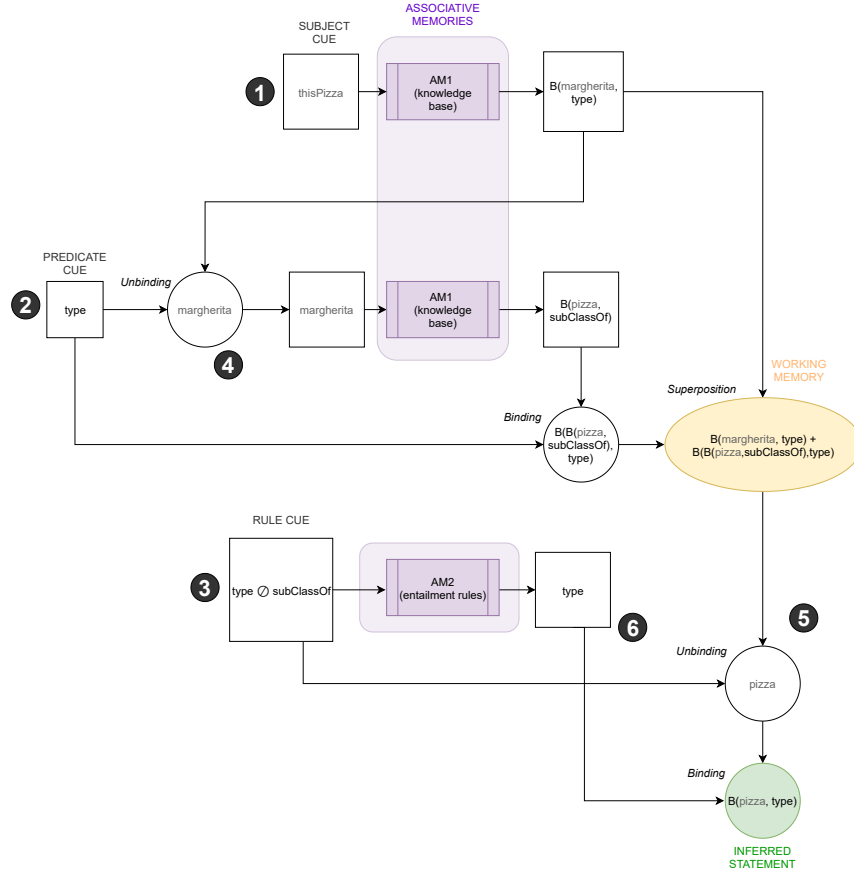 ASSOCIATIVE
MEMORIES
SUBJECT
CUE
1
thisPizza
AM1
(knowledge
base)
B(margherita,
type)
PREDICATE
CUE
2
type
Unbinding
margherita
4
margherita
AM1
(knowledge
base)
B(pizza,
subClassOf)
WORKING
MEMORY
Superposition
Binding
B(B(pizza,
subClassOf),
type)
B(margherita, type) +
B(B(pizza,subClassOf),type)
RULE CUE
3
type ⊘ subClassOf
AM2
(entailment rules)
type
6
5
Unbinding
pizza
Binding
B(pizza, type)
INFERRED
STATEMENT